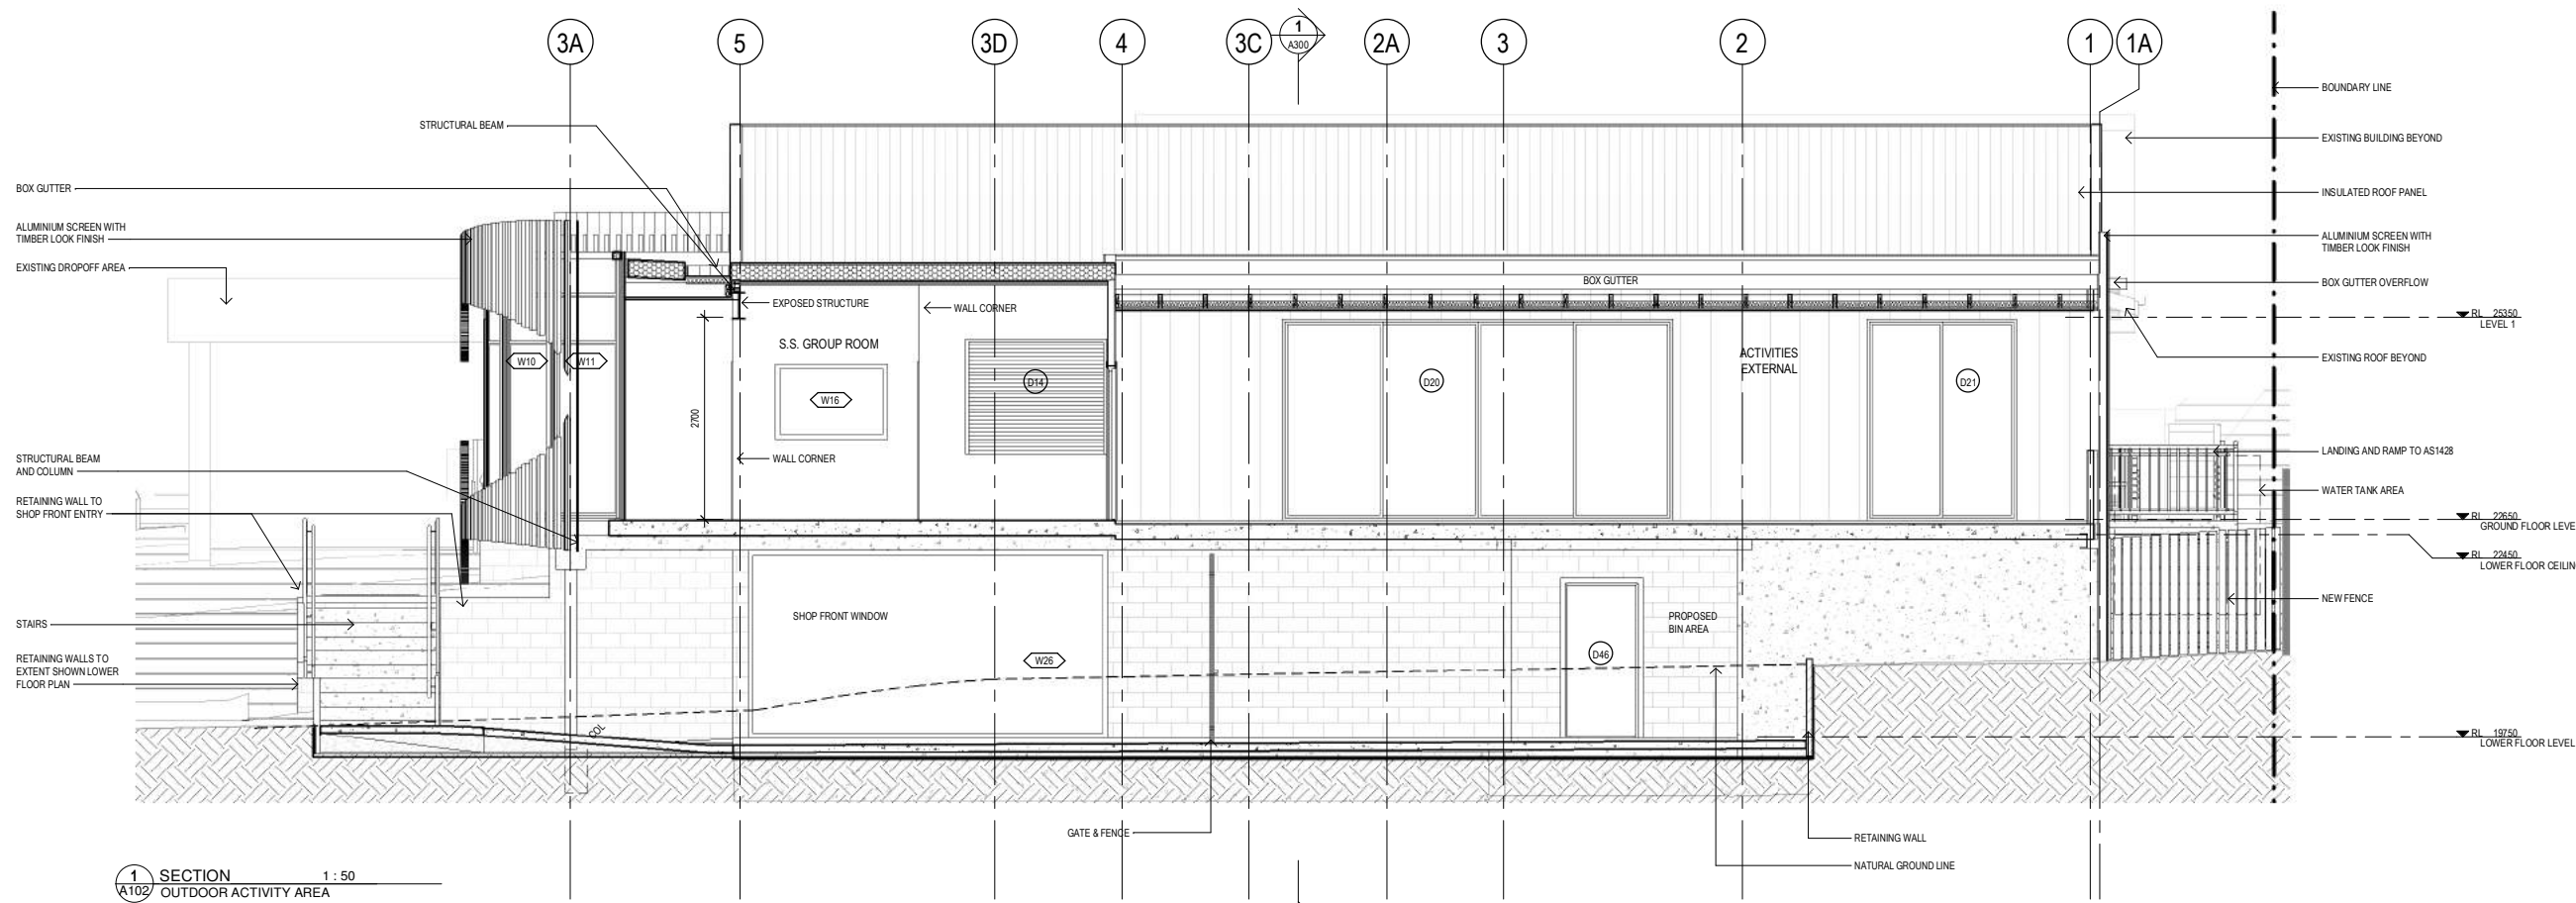 3A
5
3D
4
3C
1
A300
2A
3
2
1
1A
STRUCTURAL BEAM
BOX GUTTER
ALUMINIUM SCREEN WITH
TIMBER LOOK FINISH
EXISTING DROPOFF AREA
STRUCTURAL BEAM
AND COLUMN
RETAINING WALL TO
SHOP FRONT ENTRY
STAIRS
RETAINING WALLS TO
EXTENT SHOWN LOWER
FLOOR PLAN
W10
W11
2700
EXPOSED STRUCTURE
WALL CORNER
S.S. GROUP ROOM
W16
D14
WALL CORNER
BOX GUTTER
D20
ACTIVITIES
EXTERNAL
D21
SHOP FRONT WINDOW
W26
PROPOSED
BIN AREA
D46
COL
GATE & FENCE
RETAINING WALL
NATURAL GROUND LINE
BOUNDARY LINE
EXISTING BUILDING BEYOND
INSULATED ROOF PANEL
ALUMINIUM SCREEN WITH
TIMBER LOOK FINISH
BOX GUTTER OVERFLOW
RL 25350
LEVEL 1
EXISTING ROOF BEYOND
LANDING AND RAMP TO AS1428
WATER TANK AREA
RL 22650
GROUND FLOOR LEVE
RL 22450
LOWER FLOOR CEILIN
NEW FENCE
RL 19750
LOWER FLOOR LEVEL
1
A102
SECTION 1 : 50
OUTDOOR ACTIVITY AREA